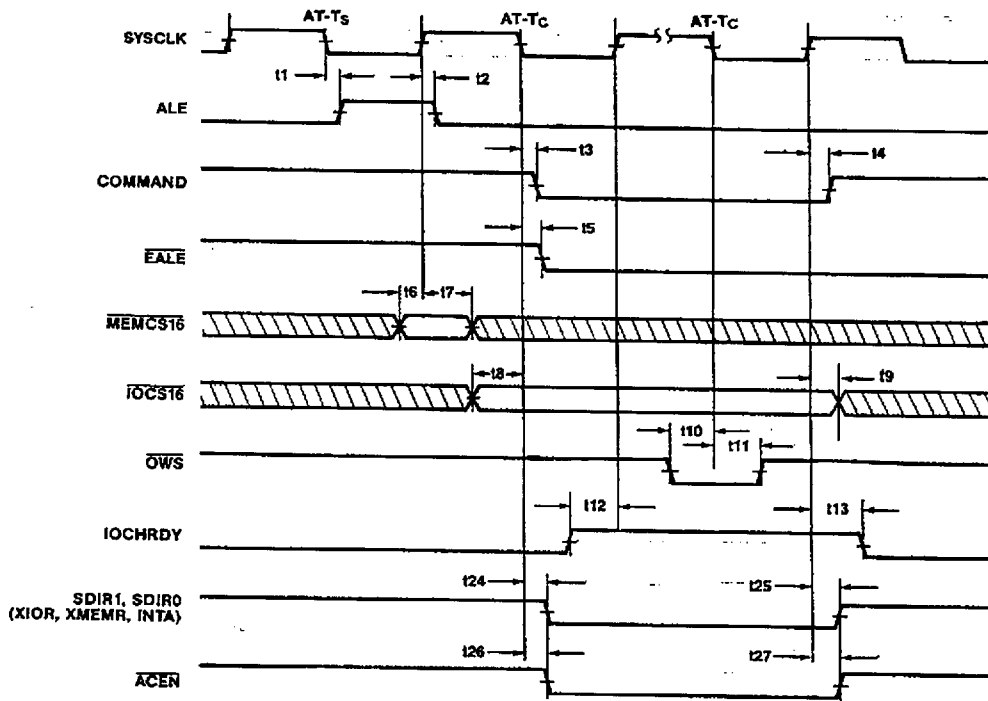 AT-TS AT-TC AT-TC
SYSCLK
t1 t2
ALE
t3 t4
COMMAND
t5
EALE
t6 t7
MEMCS16
t8 t9
IOCS16
t10 t11
OWS
t12 t13
IOCHRDY
t24 t25
SDIR1, SDIR0
(XIOR, XMEMR, INTA)
t26 t27
ACEN